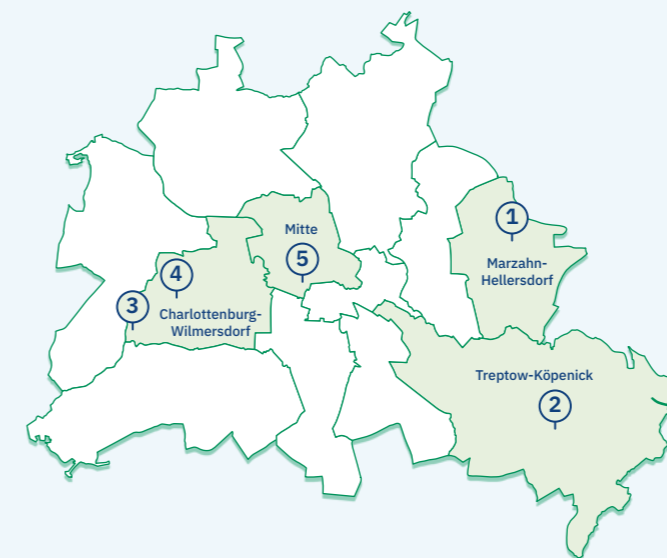 1
Marzahn-
Hellersdorf
Mitte
5
4
3
Charlottenburg-
Wilmersdorf
Treptow-Köpenick
2